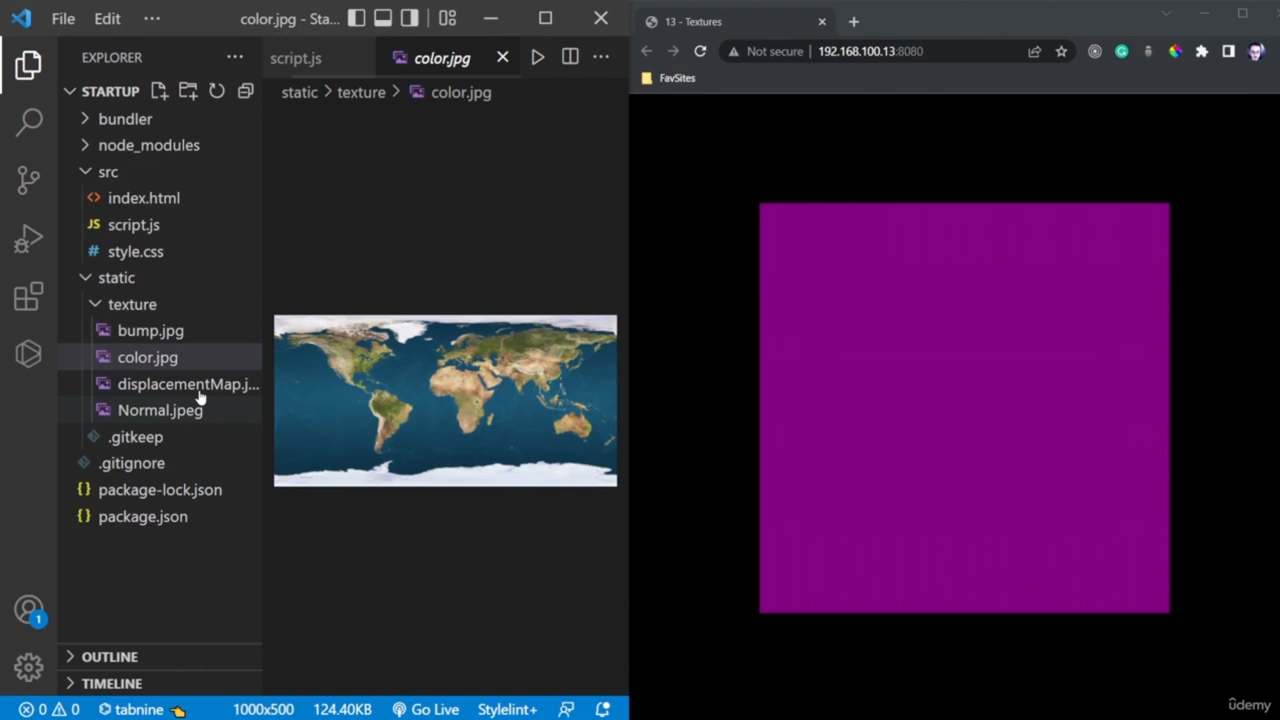 File Edit ··· color.jpg - Sta...
13 - Textures
EXPLORER ···
script.js color.jpg
Not secure 192.168.100.13:8080
FavSites
STARTUP
static > texture > color.jpg
bundler
node_modules
src
<> index.html
JS script.js
# style.css
static
texture
bump.jpg
color.jpg
displacementMap.j...
Normal.jpeg
.gitkeep
.gitignore
{} package-lock.json
{} package.json
1
OUTLINE
TIMELINE
0 0 tabnine 1000x500 124.40KB Go Live Stylelint+
ûdemy